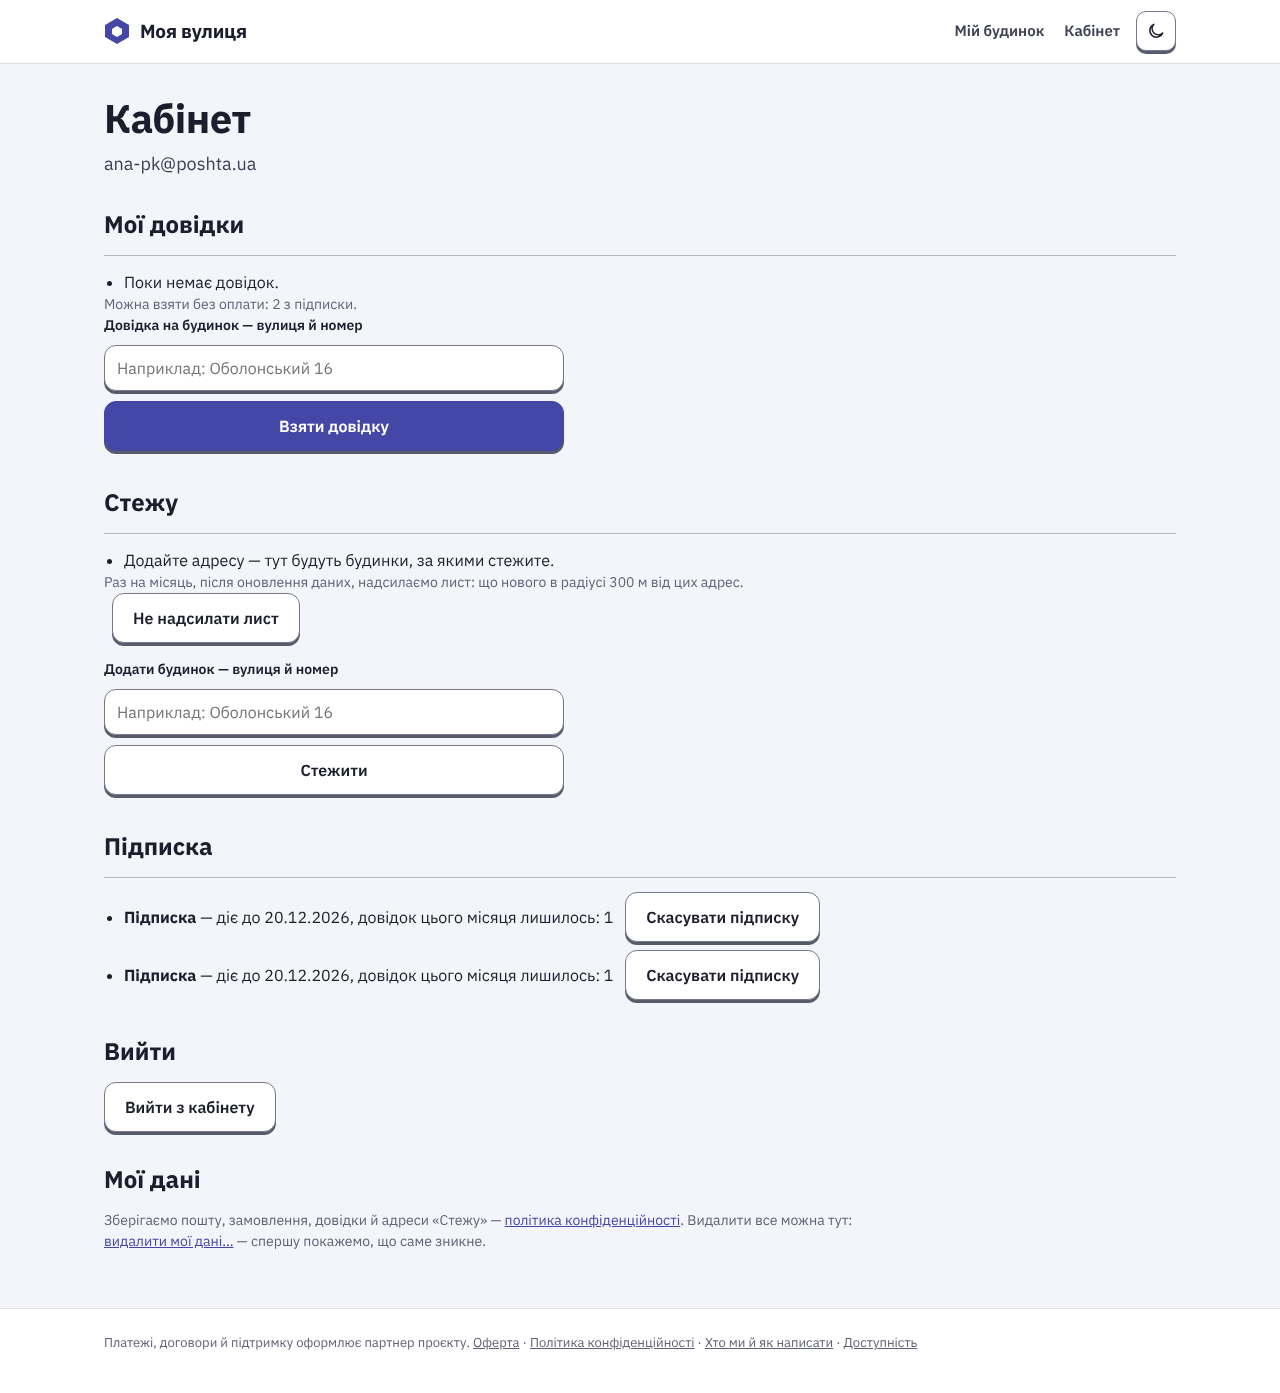 Моя вулиця
Мій будинок Кабінет
Кабінет
ana-pk@poshta.ua
Мої довідки
• Поки немає довідок.
Можна взяти без оплати: 2 з підписки.
Довідка на будинок — вулиця й номер
Наприклад: Оболонський 16
Взяти довідку
Стежу
• Додайте адресу — тут будуть будинки, за якими стежите.
Раз на місяць, після оновлення даних, надсилаємо лист: що нового в радіусі 300 м від цих адрес.
Не надсилати лист
Додати будинок — вулиця й номер
Наприклад: Оболонський 16
Стежити
Підписка
• Підписка — діє до 20.12.2026, довідок цього місяця лишилось: 1 Скасувати підписку
• Підписка — діє до 20.12.2026, довідок цього місяця лишилось: 1 Скасувати підписку
Вийти
Вийти з кабінету
Мої дані
Зберігаємо пошту, замовлення, довідки й адреси «Стежу» — політика конфіденційності. Видалити все можна тут:
видалити мої дані… — спершу покажемо, що саме зникне.
Платежі, договори й підтримку оформлює партнер проєкту. Оферта · Політика конфіденційності · Хто ми й як написати · Доступність